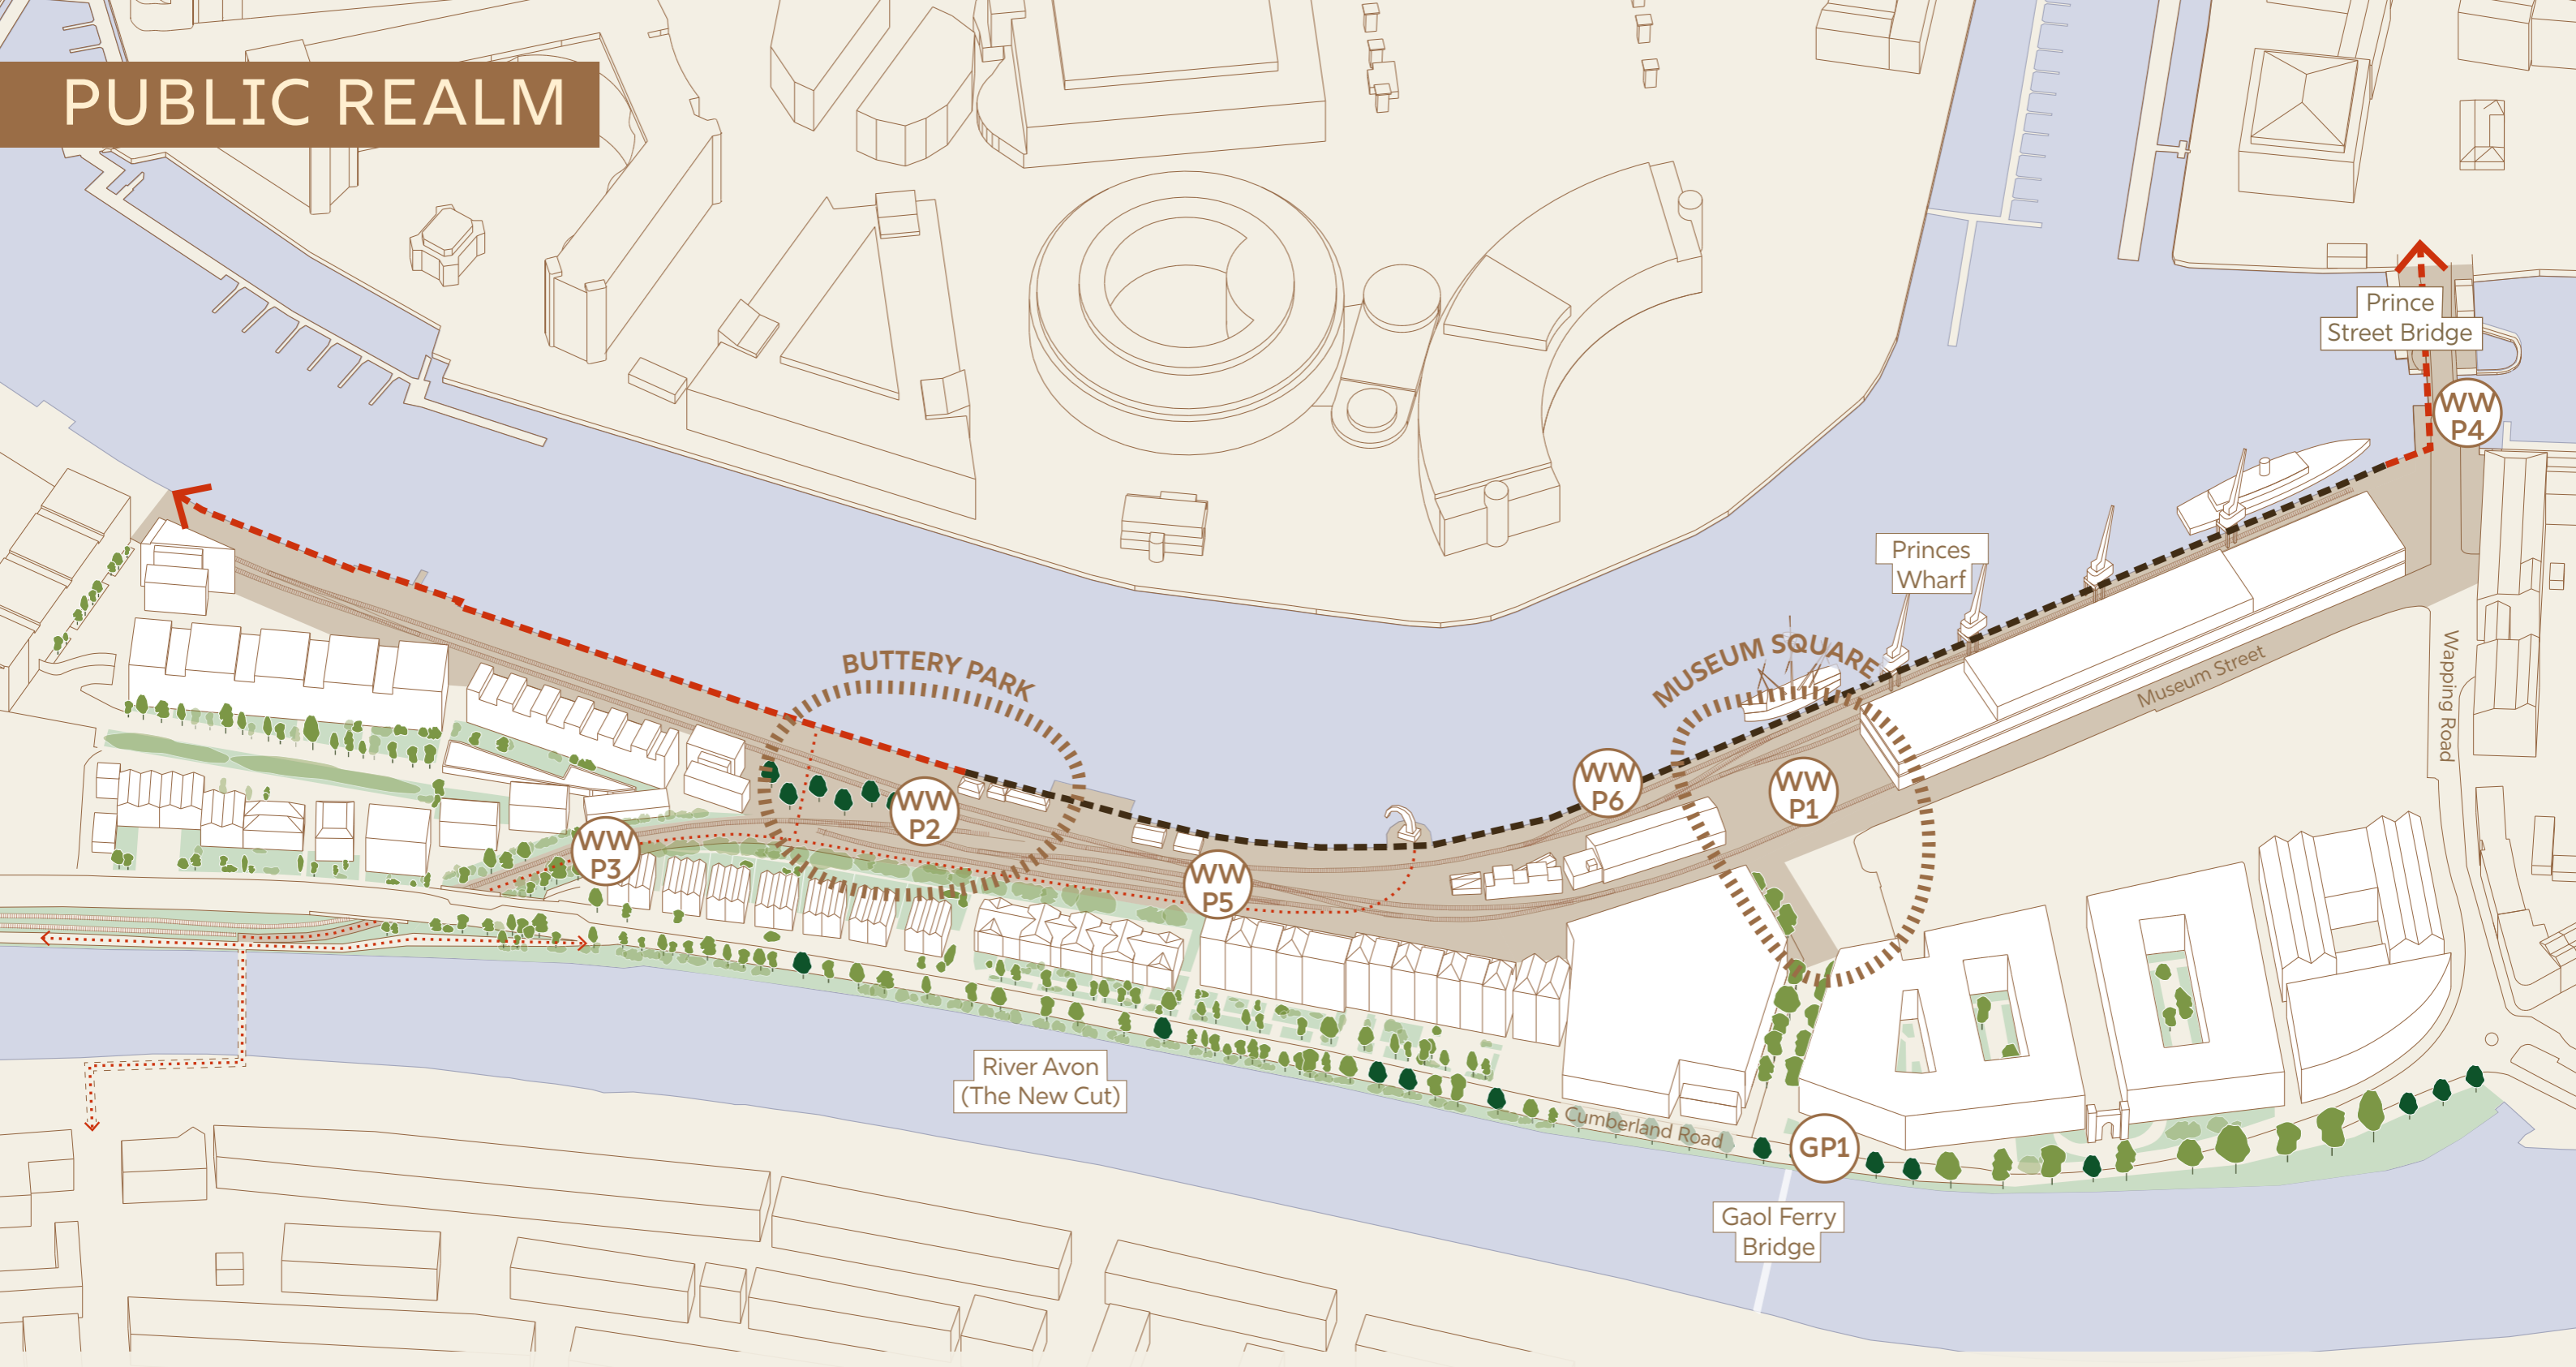 PUBLIC REALM
Prince
Street Bridge
WW
P4
Princes
Wharf
MUSEUM SQUARE
BUTTERY PARK
Museum Street
Wapping Road
WW
P6
WW
P1
WW
P2
WW
P3
WW
P5
River Avon
(The New Cut)
Cumberland Road
GP1
Gaol Ferry
Bridge